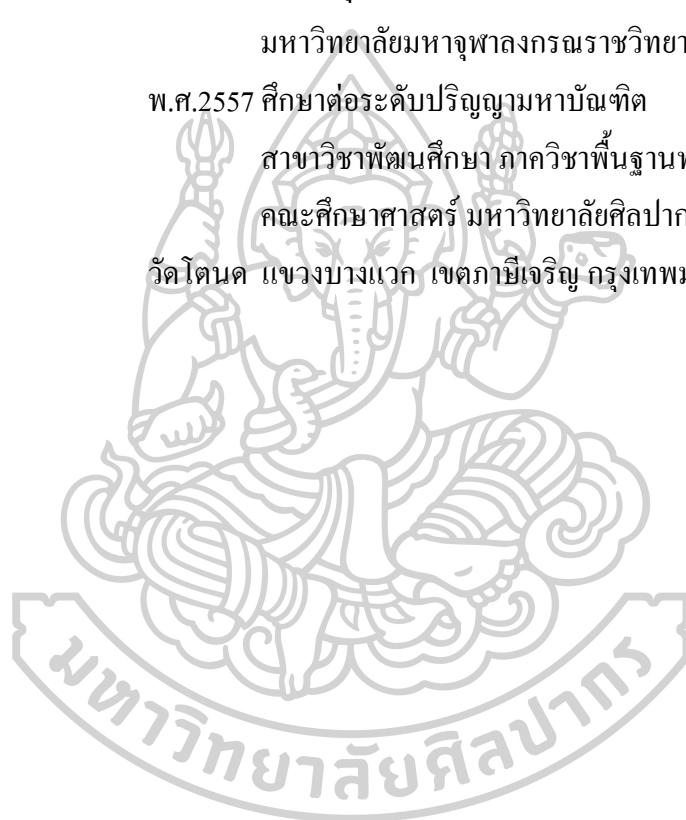 มหาวิทยาลัยมหาจุฬาลงกรณราชวิทยา
พ.ศ.2557 ศึกษาต่อระดับปริญญามหาบัณฑิต
สาขาวิชาพัฒนศึกษา ภาควิชาพื้นฐาน
คณะศึกษาศาสตร์ มหาวิทยาลัยศิลปาก
วัดโตนด แขวงบางแวก เขตภาษีเจริญ กรุงเทพม
มหาวิทยาลัยศิลปากร